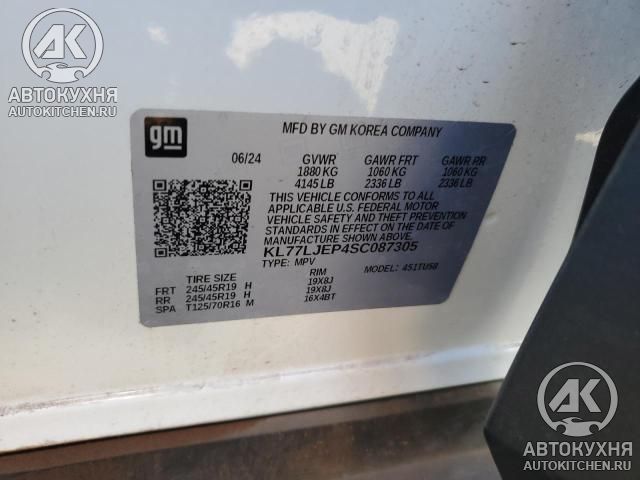 AK
АВТОКУХНЯ
AUTOKITCHEN.RU
gm
MFD BY GM KOREA COMPANY
06/24 GVWR GAWR FRT GAWR RR
1880 KG 1060 KG 1060 KG
4145 LB 2336 LB 2336 LB
THIS VEHICLE CONFORMS TO ALL
APPLICABLE U.S. FEDERAL MOTOR
VEHICLE SAFETY AND THEFT PREVENTION
STANDARDS IN EFFECT ON THE DATE OF
MANUFACTURE SHOWN ABOVE.
KL77LJEP4SC087305
TYPE: MPV MODEL: 4S1TU58
TIRE SIZE RIM
FRT 245/45R19 H 19X8J
RR 245/45R19 H 19X8J
SPA T125/70R16 M 16X4BT
AK
АВТОКУХНЯ
AUTOKITCHEN.RU